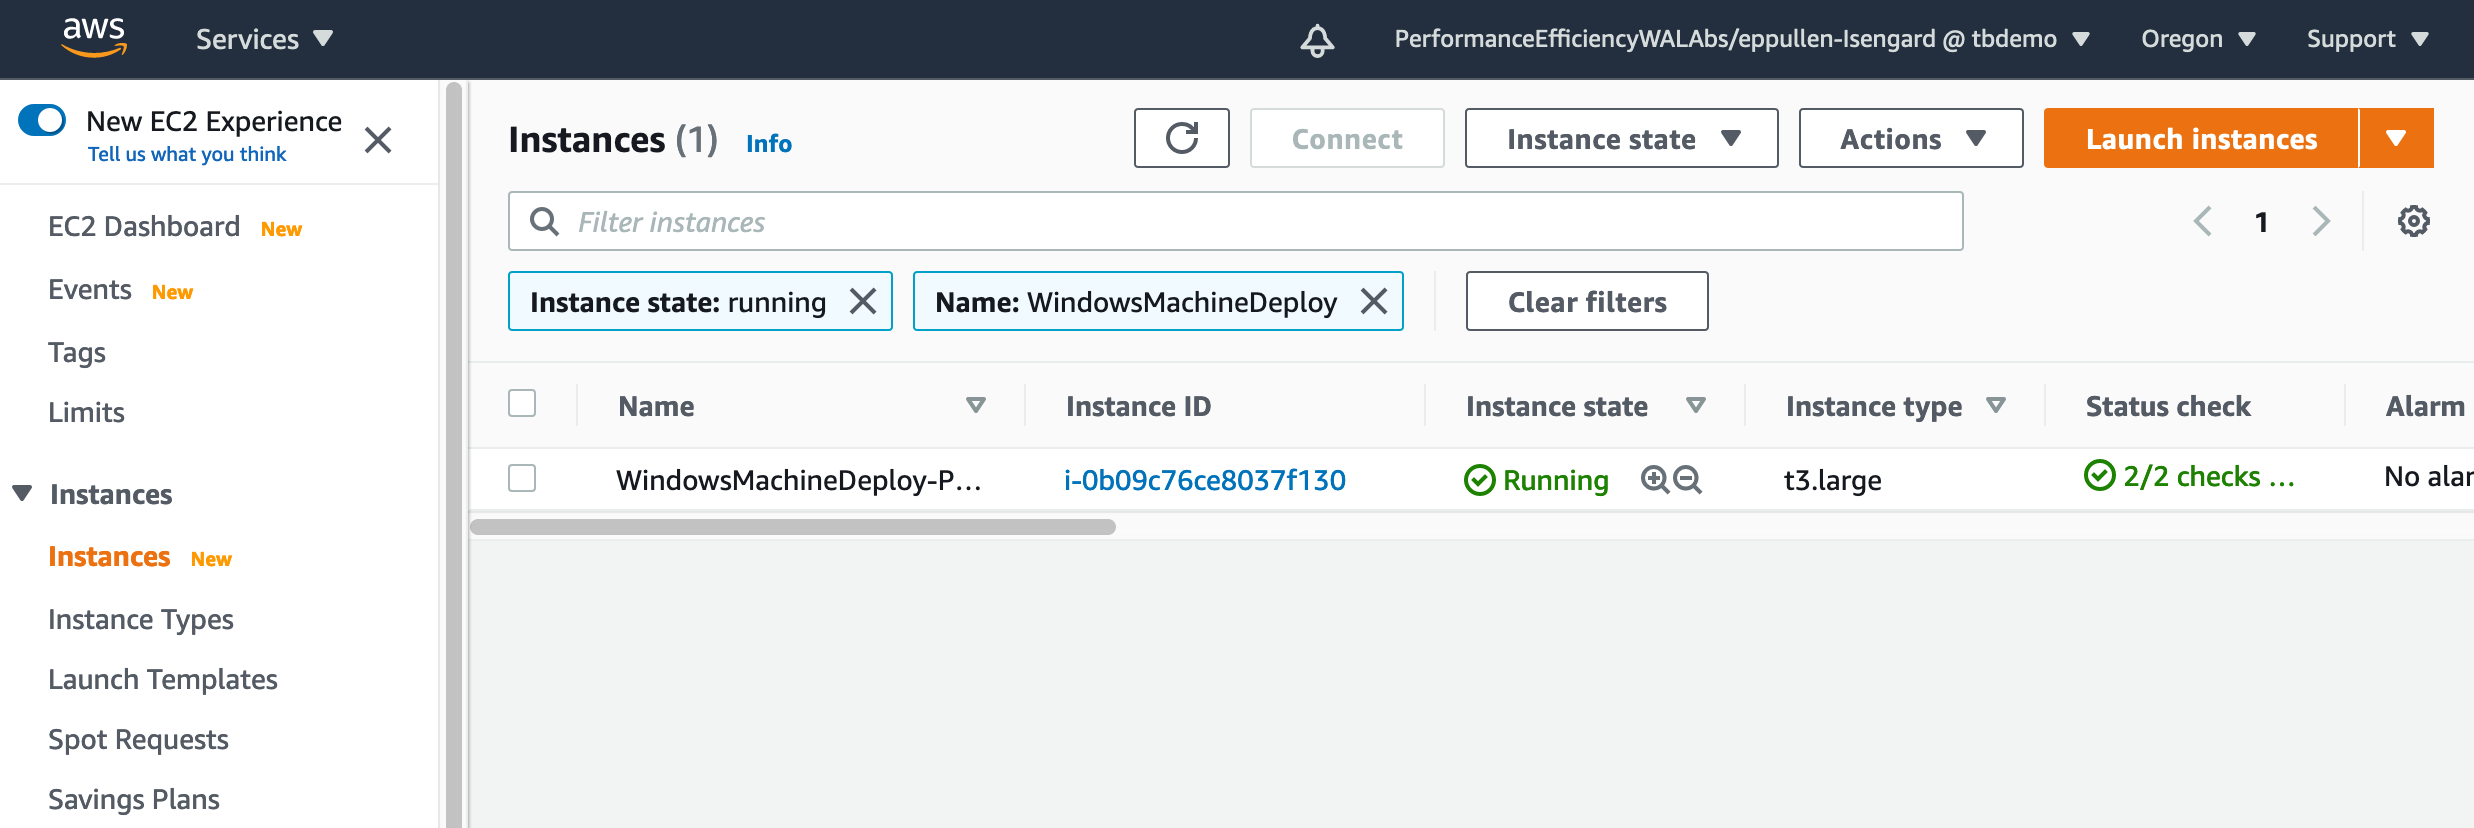 aws
Services
PerformanceEfficiencyWALAbs/eppullen-Isengard @ tbdemo
Oregon
Support
New EC2 Experience
Tell us what you think
EC2 Dashboard New
Events New
Tags
Limits
Instances
Instances New
Instance Types
Launch Templates
Spot Requests
Savings Plans
Instances (1) Info
Connect
Instance state
Actions
Launch instances
Filter instances
1
Instance state: running
Name: WindowsMachineDeploy
Clear filters
Name Instance ID Instance state Instance type Status check Alarm
WindowsMachineDeploy-P... i-0b09c76ce8037f130 Running t3.large 2/2 checks ... No alar